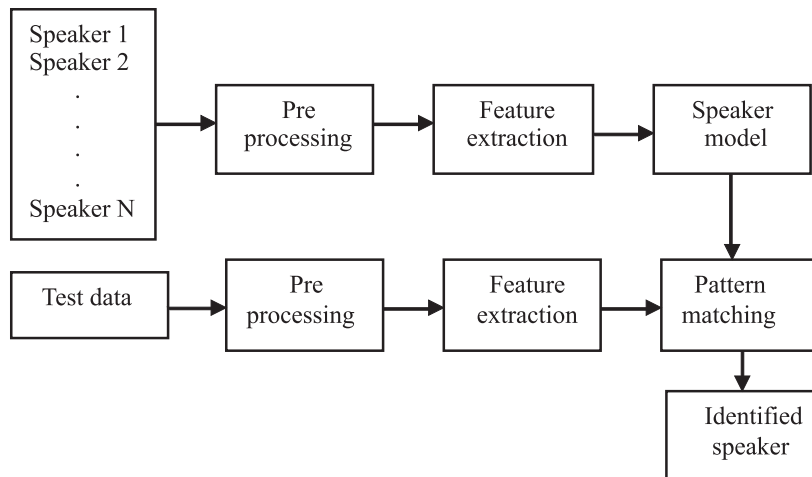 Speaker 1
Speaker 2
.
.
.
.
Speaker N
Pre
processing
Feature
extraction
Speaker
model
Test data
Pre
processing
Feature
extraction
Pattern
matching
Identified
speaker